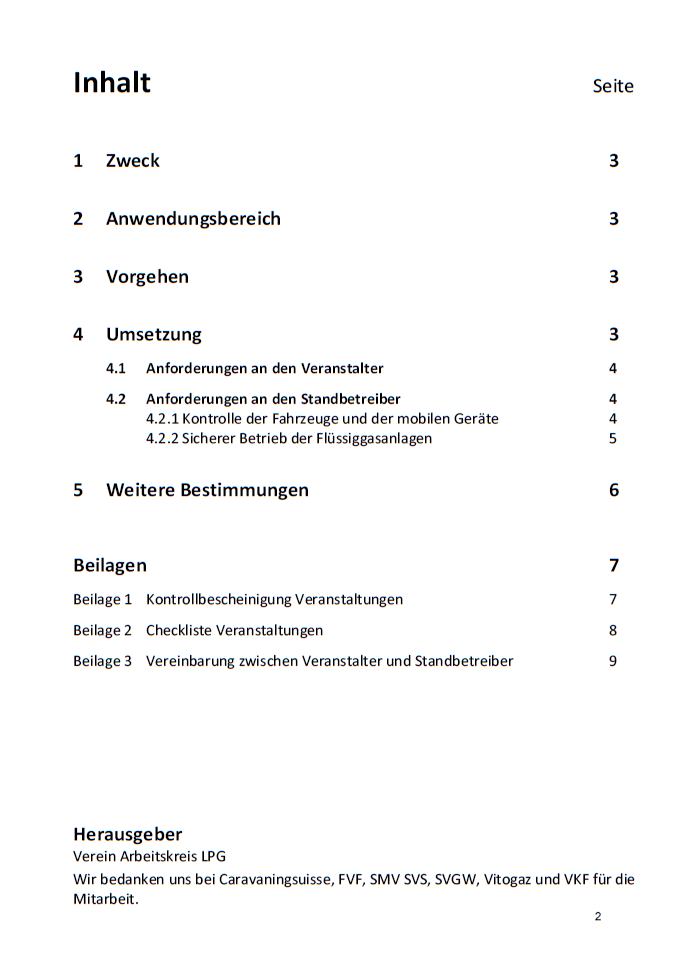 Inhalt Seite
1 Zweck 3
2 Anwendungsbereich 3
3 Vorgehen 3
4 Umsetzung 3
4.1 Anforderungen an den Veranstalter 4
4.2 Anforderungen an den Standbetreiber 4
4.2.1 Kontrolle der Fahrzeuge und der mobilen Geräte 4
4.2.2 Sicherer Betrieb der Flüssiggasanlagen 5
5 Weitere Bestimmungen 6
Beilagen 7
Beilage 1 Kontrollbescheinigung Veranstaltungen 7
Beilage 2 Checkliste Veranstaltungen 8
Beilage 3 Vereinbarung zwischen Veranstalter und Standbetreiber 9
Herausgeber
Verein Arbeitskreis LPG
Wir bedanken uns bei Caravaningsuisse, FVF, SMV SVS, SVGW, Vitogaz und VKF für die
Mitarbeit.
2